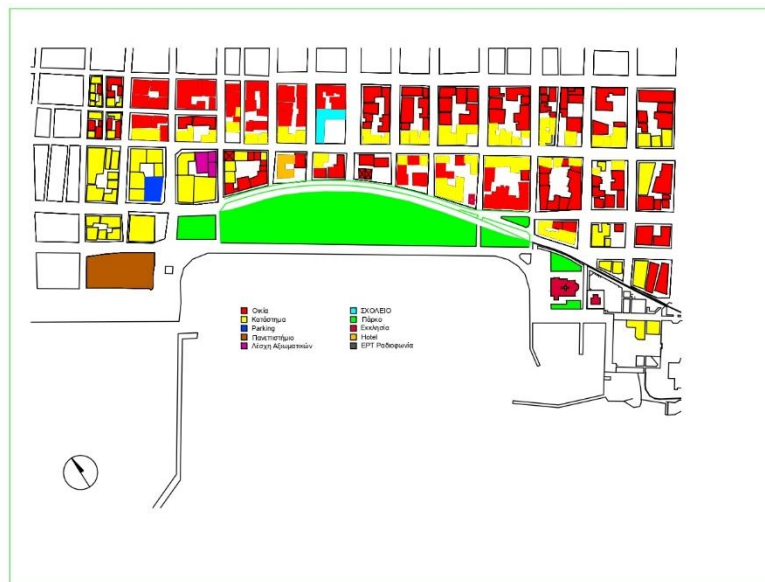 Οικία
Κατάστημα
Parking
Πανεπιστήμιο
Λέσχη Αξιωματικών
ΣΧΟΛΕΙΟ
Πάρκο
Εκκλησία
Hotel
ΕΡΤ Ραδιοφωνία